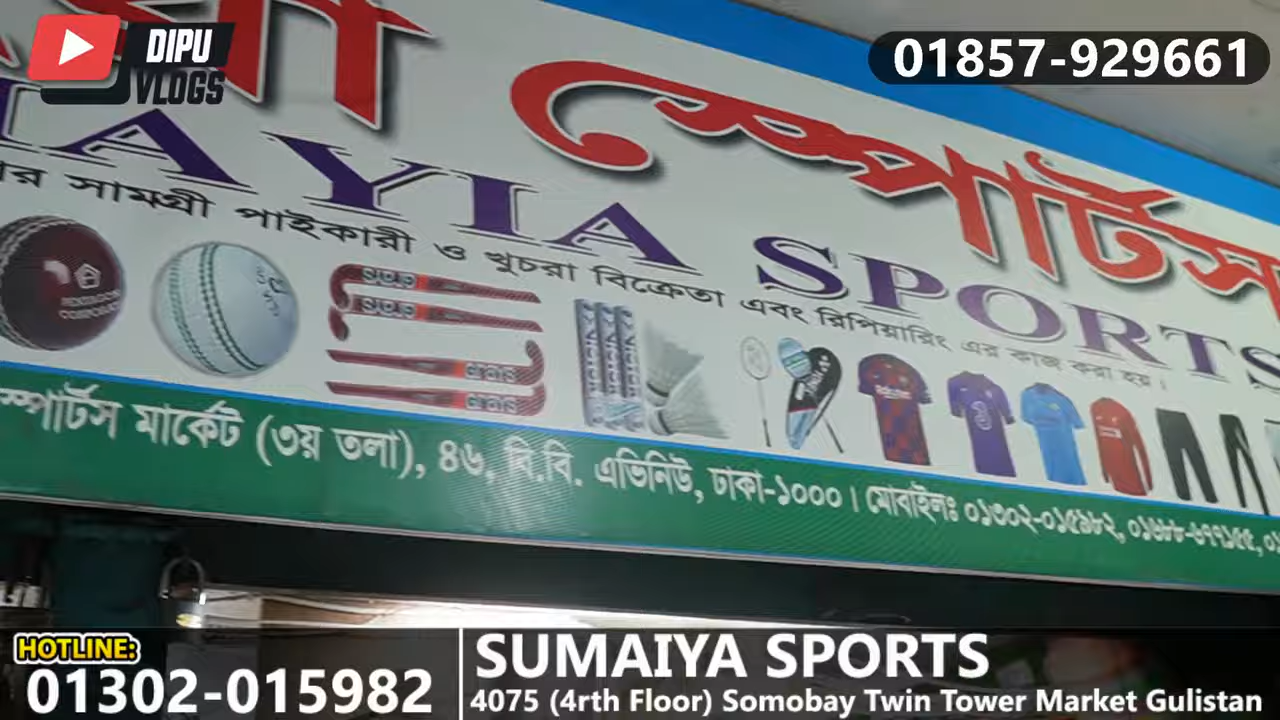 DIPU
VLOGS
01857-929661
য়া স্পোর্টস
AYIA SPORTS
সামগ্রী পাইকারী ও খুচরা বিক্রেতা এবং রিপিয়ারিং এর কাজ করা হয়।
স্পোর্টস মার্কেট (৩য় তলা), ৪৬, বি.বি. এভিনিউ, ঢাকা-১০০০। মোবাইলঃ ০১৩০২-০১৫৯৮২,
HOTLINE:
01302-015982
SUMAIYA SPORTS
4075 (4rth Floor) Somobay Twin Tower Market Gulistan